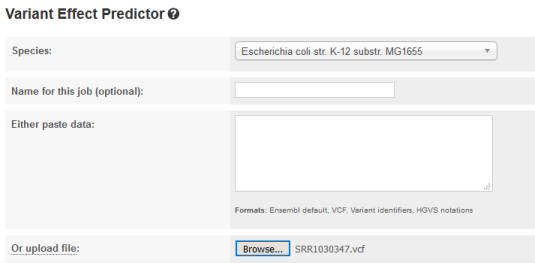 Variant Effect Predictor ?
Species:
Escherichia coli str. K-12 substr. MG1655
Name for this job (optional):
Either paste data:
Formats: Ensembl default, VCF, Variant identifiers, HGVS notations
Or upload file:
Browse... SRR1030347.vcf